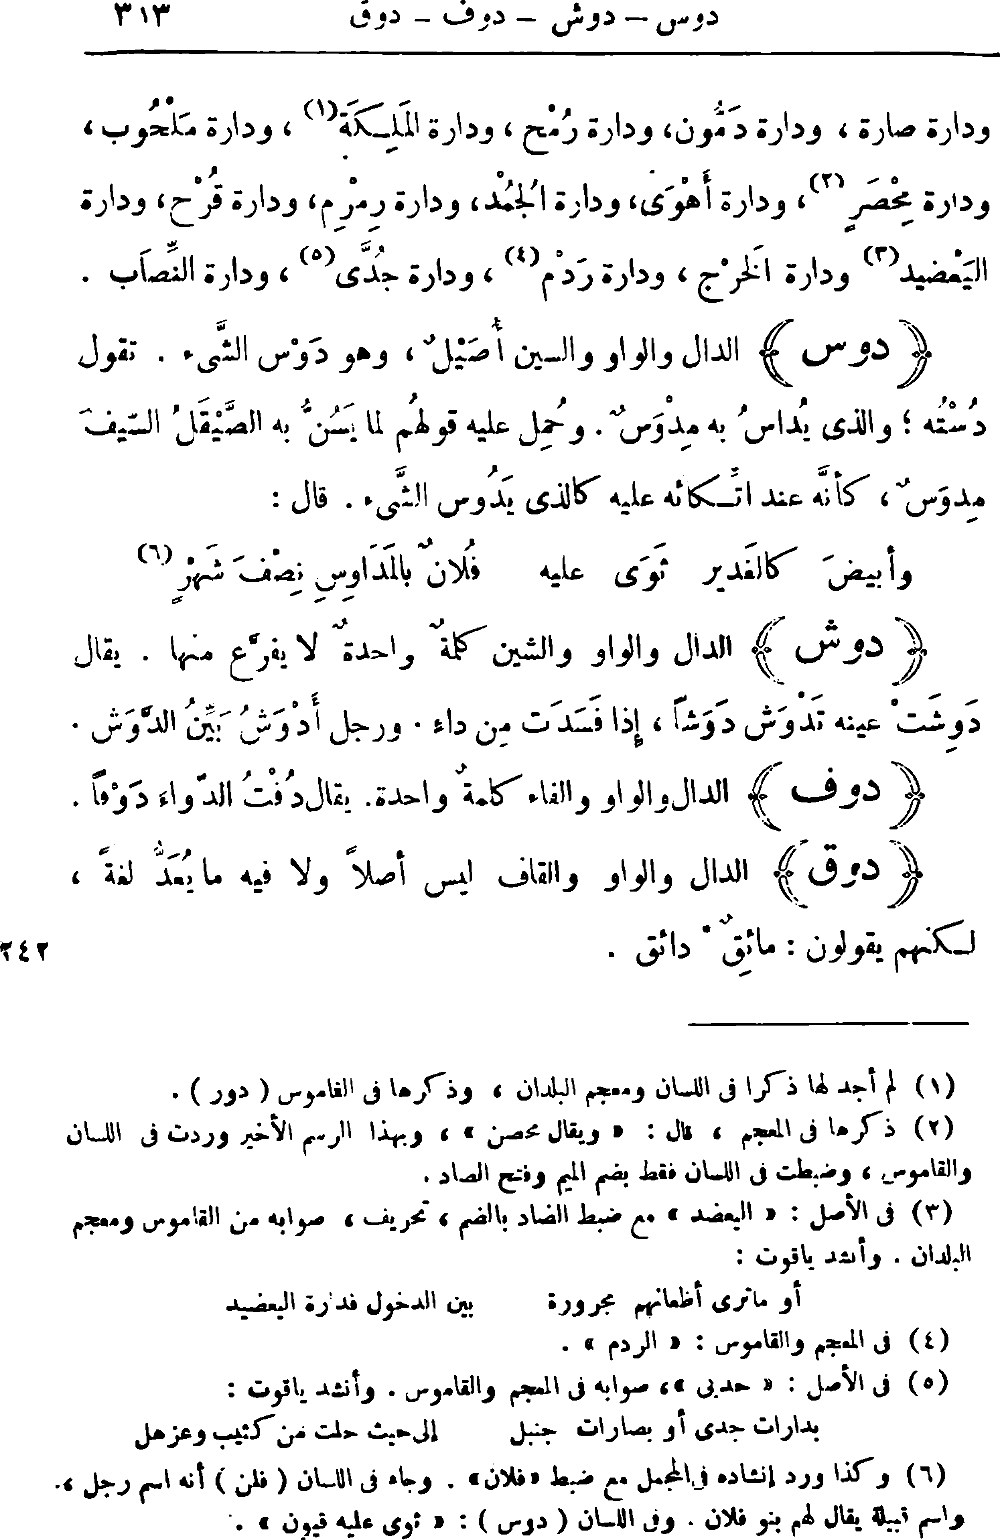 دوس – دوش – دوف – دوق ٣١٣
ودارة صارة ، ودارة دَمُّون، ودارة رُمْح ، ودارة المَلِكَة(١) ، ودارة مَلْحُوب،
ودارة مِحْصَرٍ(٢)، ودارة أَهْوَى، ودارة الجُمْد، ودارة رِمْرِم، ودارة قُرْح، ودارة
اليَعْضيد(٣) ودارة الخَرْج ، ودارة رَدْم(٤) ، ودارة جُدَّى(٥) ، ودارة النِّصاَب .
﴿ دوس ﴾ الدال والواو والسين أُصَيْلٌ ، وهو دَوْس الشَّىء . تقول
دُسْتُه ؛ والذى يُداسُ به مِدْوَسٌ . وحُمِل عليه قولهُم لما يَسُنُّ به الصَّيْقَلُ السّيفَ
مِدوَسٌ ، كأنَّه عند اتِّكائه عليه كالذى يَدُوس الشَّىء . قال :
وأبيضَ كالغَدير ثَوَى عليه فُلانٌ بالمَدَاوِسِ نِصْفَ شَهْرٍ(٦)
﴿ دوش ﴾ الدال والواو والشين كلمةٌ واحدةٌ لا يفرَّع منها . يقال
دَوِشَتْ عينه تَدْوَش دَوَشاً ، إِذا فَسَدَت مِن داءٍ . ورجل أَدْوَشُ بَيِّنُ الدَّوَش .
﴿ دوف ﴾ الدال والواو والفاء كلمةٌ واحدة. يقال دُفْتُ الدّواءَ دَوْفاً .
﴿ دوق ﴾ الدال والواو والقاف ليس أصلاً ولا فيه ما يُعَدُّ لغةً ،
لكنهم يقولون : مائِقٌ دائق . ٢٤٢
(١) لم أجد لها ذكرا فى اللسان ومعجم البلدان ، وذكرها فى القاموس ( دور ) .
(٢) ذكرها فى المعجم ، قال : « ويقال محصن » ، وبهذا الرسم الأخير وردت فى اللسان
والقاموس ، وضبطت فى اللسان فقط بضم الميم وفتح الصاد .
(٣) فى الأصل : « اليعضد » مع ضبط الضاد بالضم ، تحريف ، صوابه من القاموس ومعجم
البلدان . وأنشد ياقوت :
أو ماترى أظعانهم مجرورة بين الدخول فدارة اليعضيد
(٤) فى المعجم والقاموس : « الردم » .
(٥) فى الأصل : « حدبى »، صوابه فى المعجم والقاموس . وأنشد ياقوت :
بدارات جدى أو بصارات جنبل إلى حيث حلت من كثيب وعزهل
(٦) وكذا ورد إنشاده فى المجمل مع ضبط «فلان» . وجاء فى اللسان ( فلن ) أنه اسم رجل ،
واسم قبيلة يقال لهم بنو فلان . وفى اللسان ( دوس ) : « ثوى عليه قيون » .